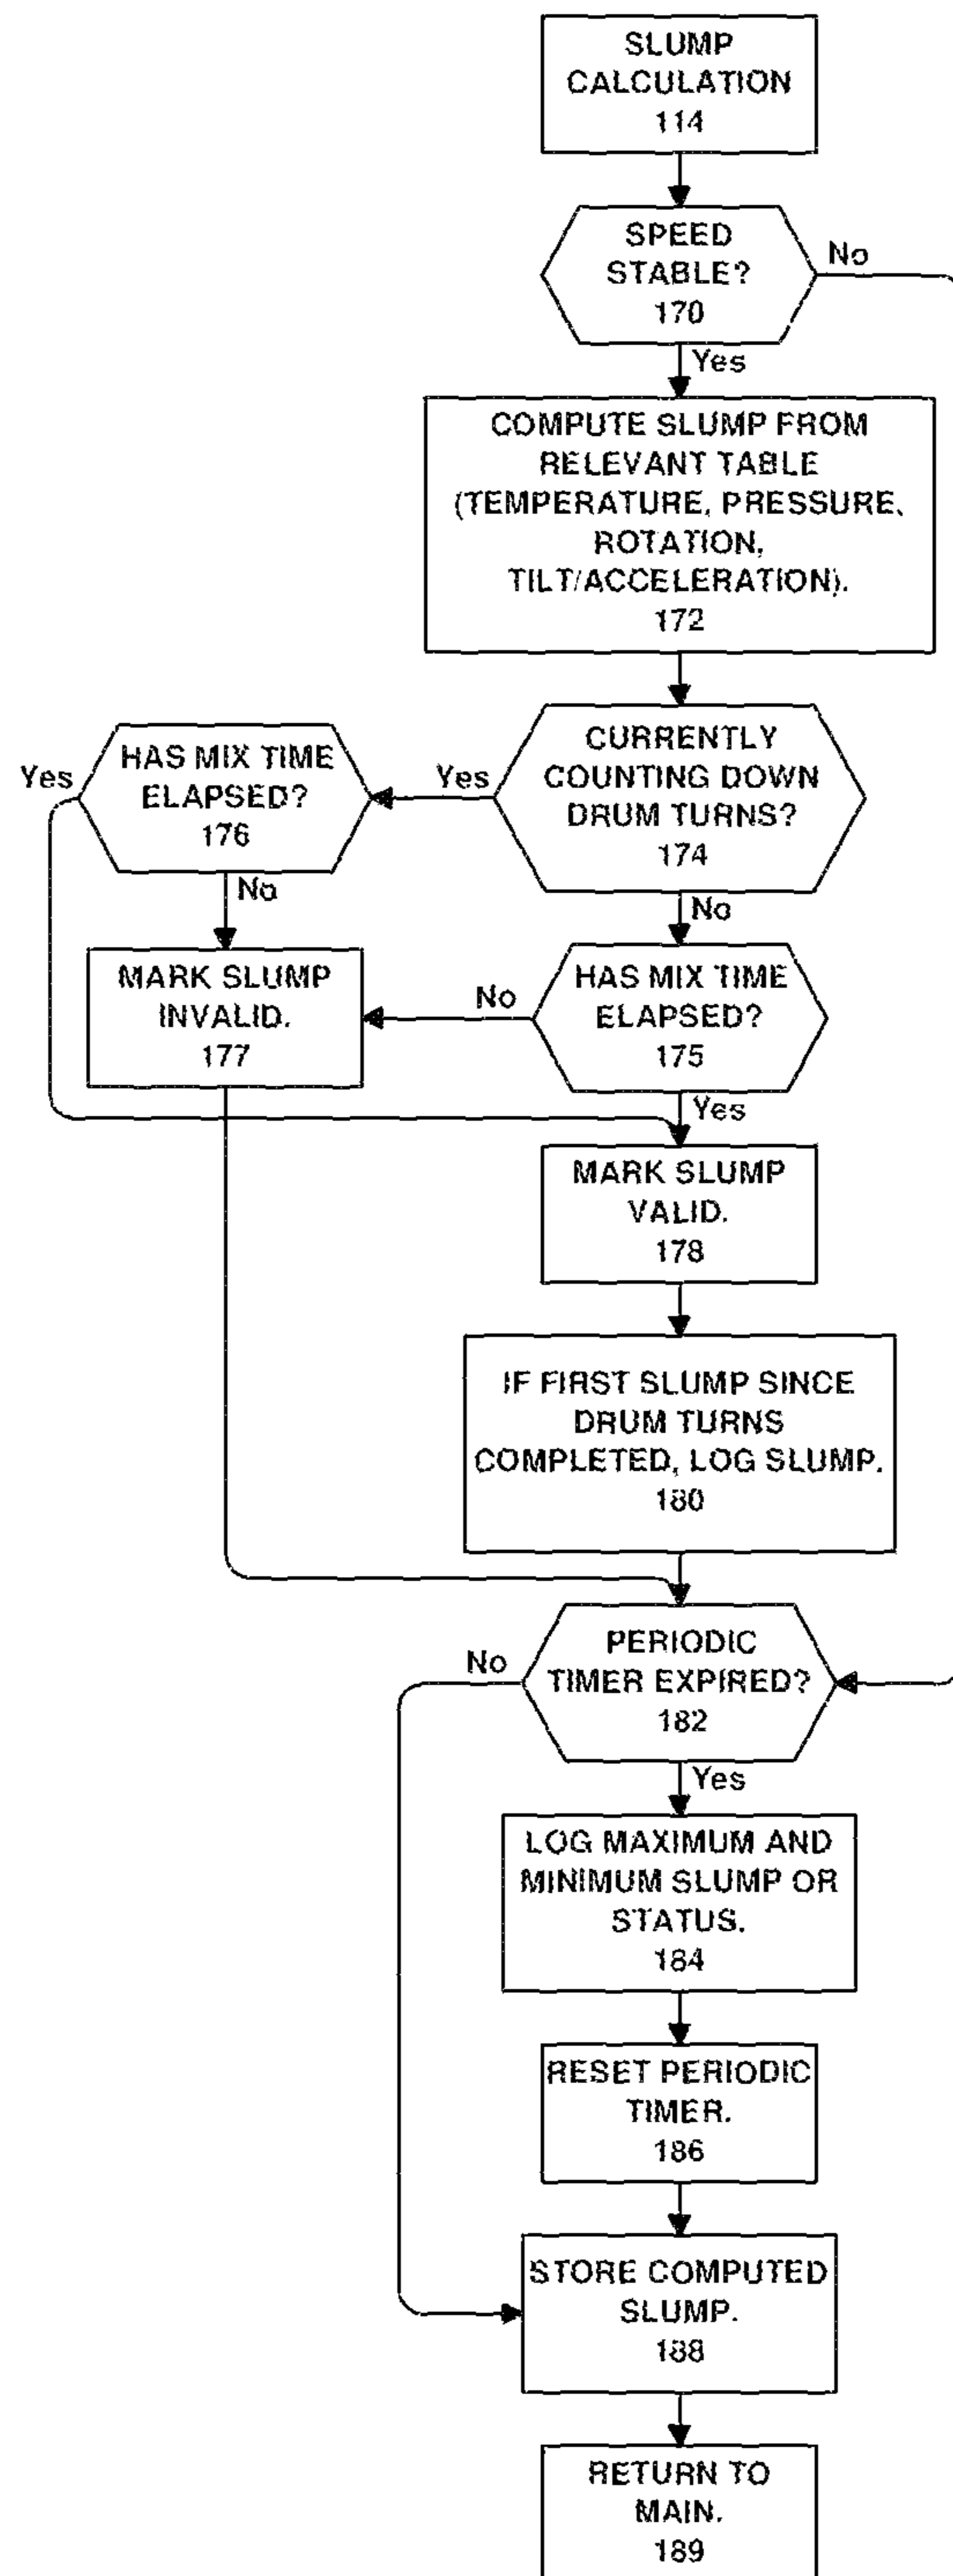 SLUMP
CALCULATION
114
SPEED
STABLE?
170
No
Yes
COMPUTE SLUMP FROM
RELEVANT TABLE
(TEMPERATURE, PRESSURE,
ROTATION,
TILT/ACCELERATION).
172
CURRENTLY
COUNTING DOWN
DRUM TURNS?
174
Yes
HAS MIX TIME
ELAPSED?
176
Yes
No
No
MARK SLUMP
INVALID.
177
HAS MIX TIME
ELAPSED?
175
No
Yes
MARK SLUMP
VALID.
178
IF FIRST SLUMP SINCE
DRUM TURNS
COMPLETED, LOG SLUMP.
180
PERIODIC
TIMER EXPIRED?
182
No
Yes
LOG MAXIMUM AND
MINIMUM SLUMP OR
STATUS.
184
RESET PERIODIC
TIMER.
186
STORE COMPUTED
SLUMP.
188
RETURN TO
MAIN.
189